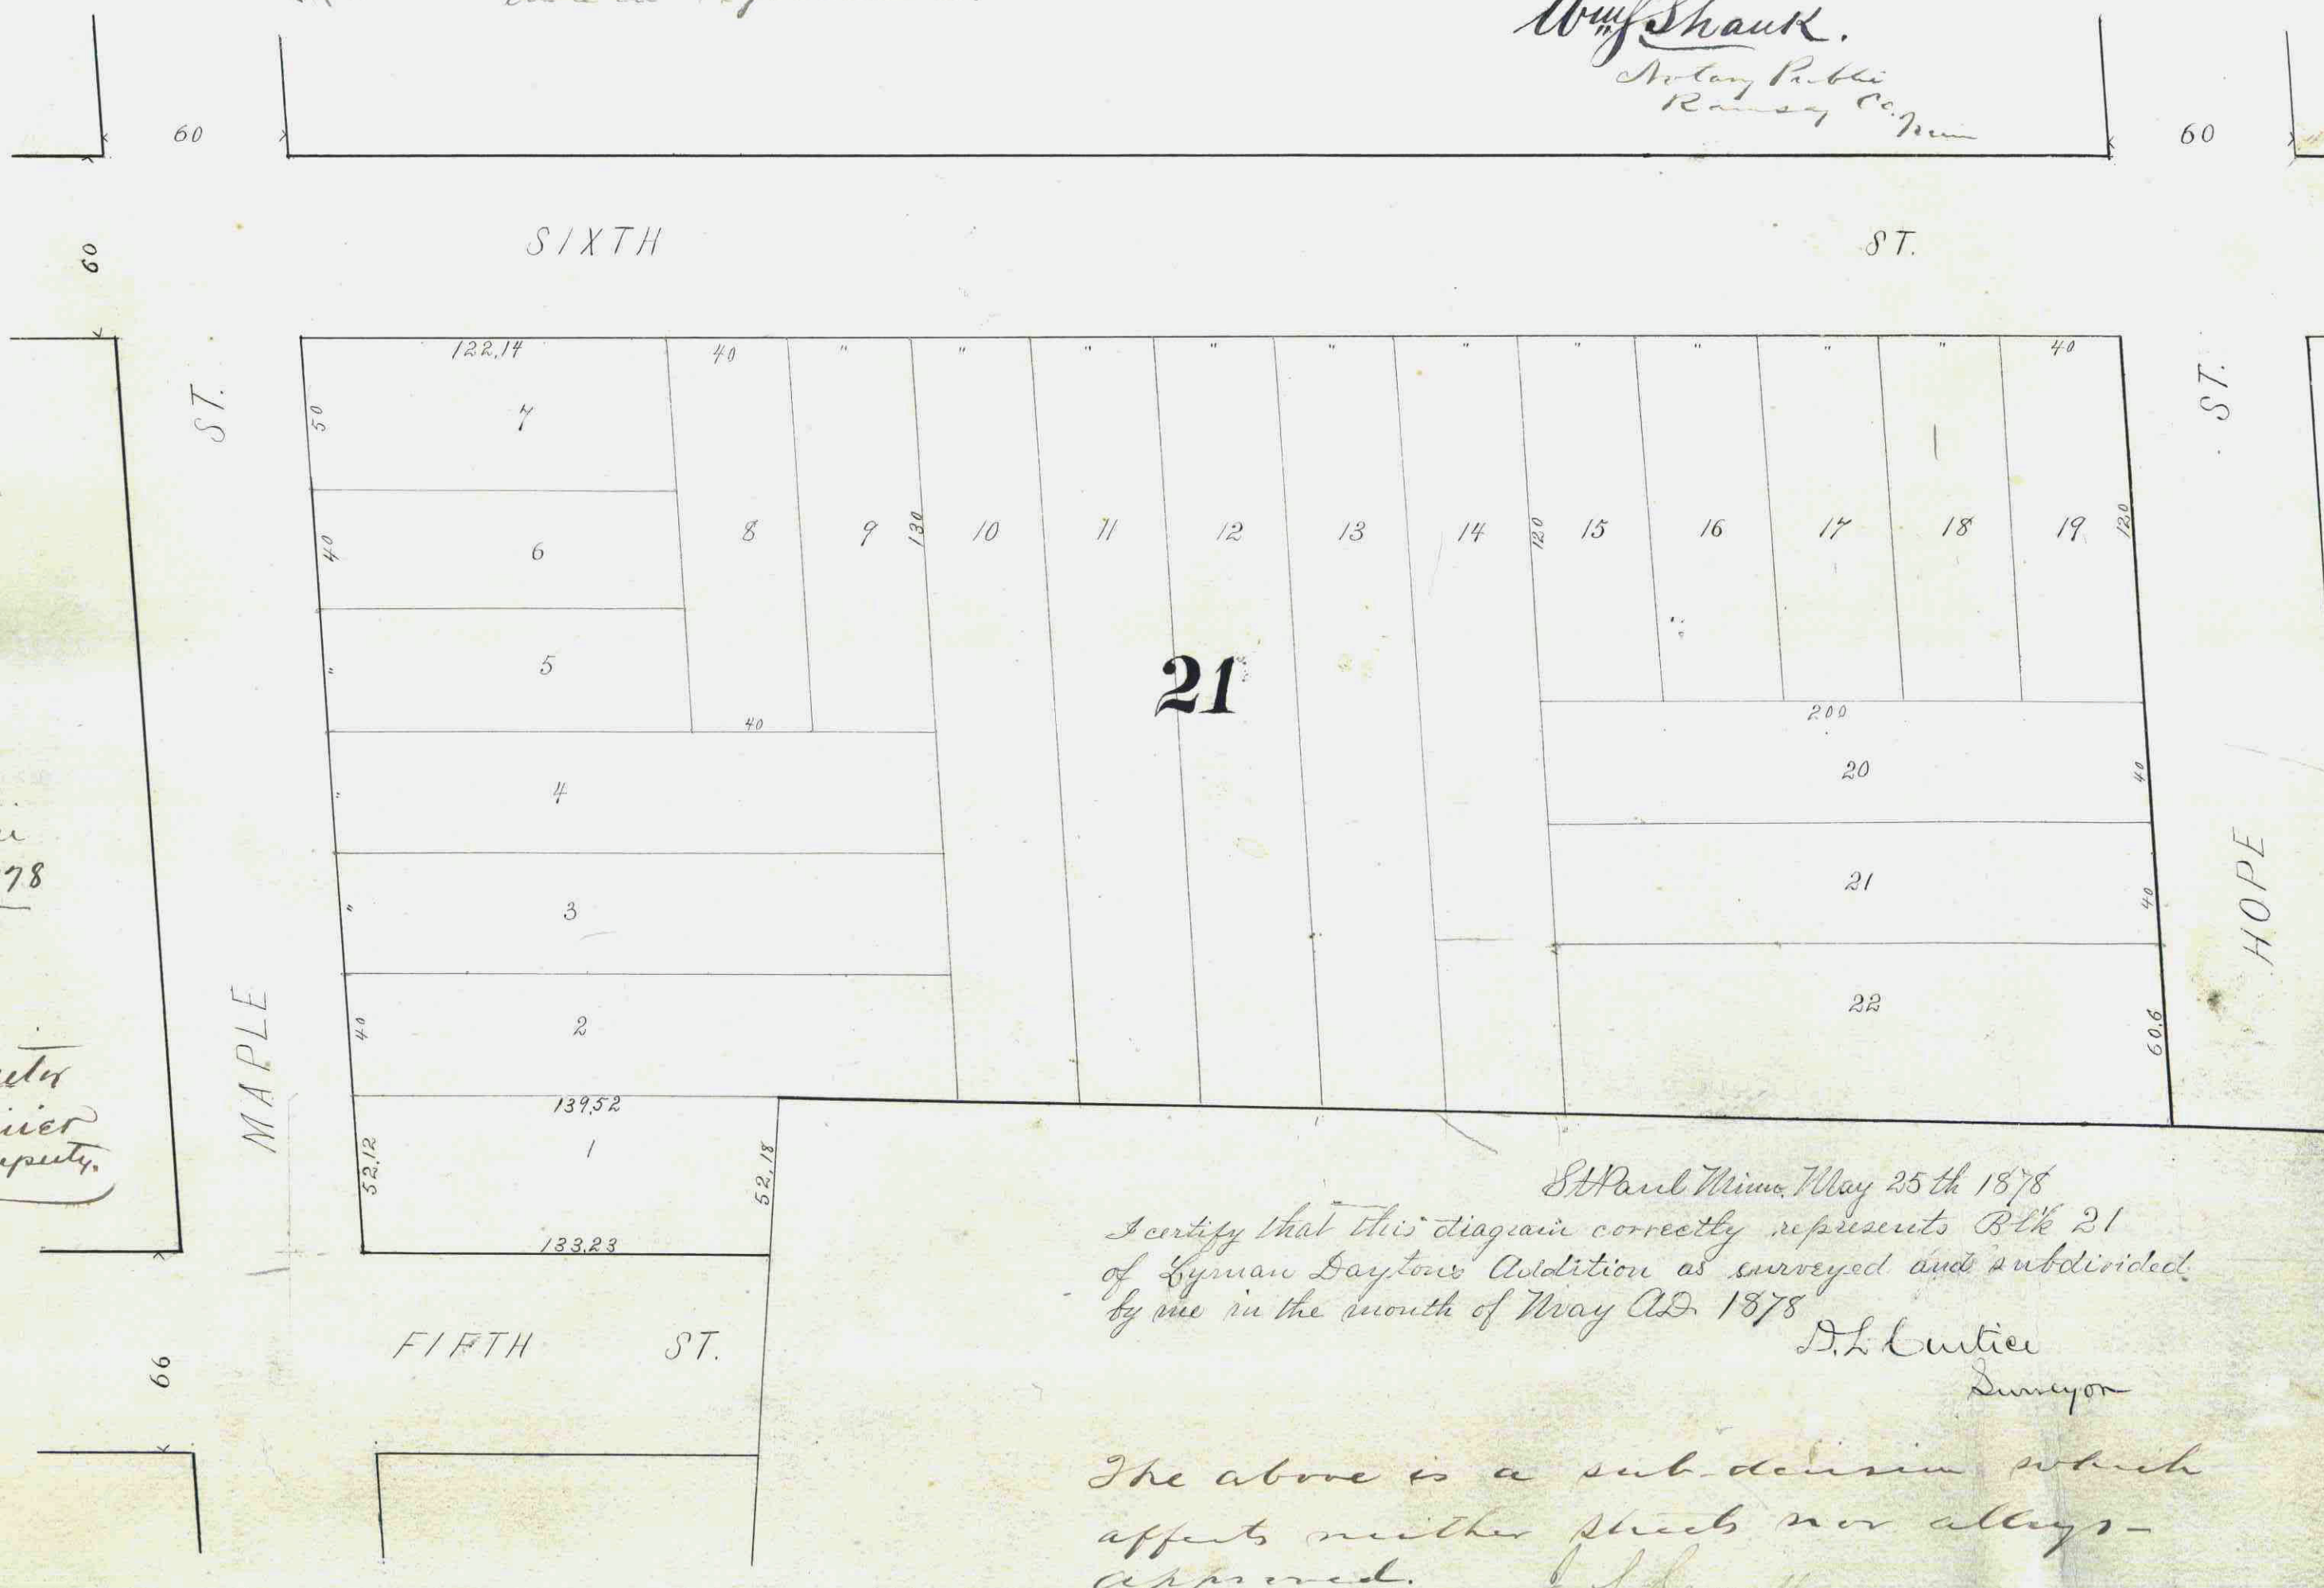 Wm J Shank.
Notary Public
Ramsey Co. Minn
60
60
60
SIXTH ST.
122.14 40 " " " " " " " " " " 40
ST.
ST.
50
7
40
6
8 9 130 10 11 12 13 14 120 15 16 17 18 19 120
"
5
21
40
200
"
4
20
40
78
"
3
21
40
HOPE
40
2
22
60.6
MAPLE
139.52
52.12
1
52.18
133.23
St Paul Minn. May 25th 1878
I certify that this diagram correctly represents Blk 21
of Lyman Daytons Addition as surveyed and subdivided
by me in the month of May A.D. 1878
D. L. Curtice
Surveyor
FIFTH ST.
66
The above is a sub-division which
affects neither streets nor alleys-
approved.